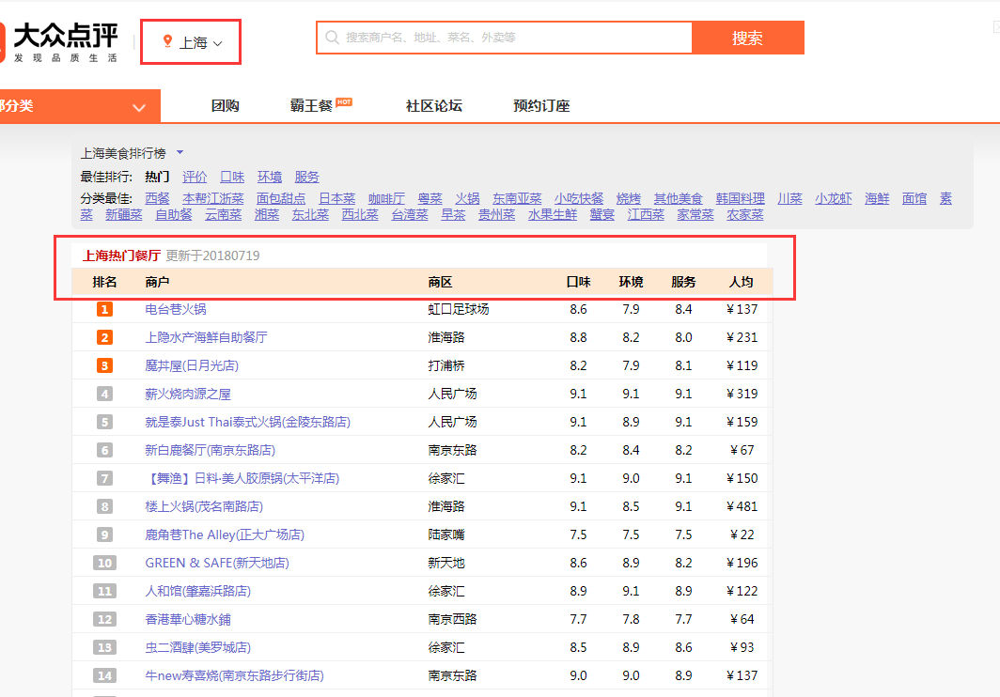 大众点评
发现品质生活
上海
搜索商户名、地址、菜名、外卖等
搜索
部分类
团购
霸王餐 HOT
社区论坛
预约订座
上海美食排行榜
最佳排行: 热门 评价 口味 环境 服务
分类最佳: 西餐 本帮江浙菜 面包甜点 日本菜 咖啡厅 粤菜 火锅 东南亚菜 小吃快餐 烧烤 其他美食 韩国料理 川菜 小龙虾 海鲜 面馆 素
菜 新疆菜 自助餐 云南菜 湘菜 东北菜 西北菜 台湾菜 早茶 贵州菜 水果生鲜 蟹宴 江西菜 家常菜 农家菜
上海热门餐厅 更新于20180719
排名 商户 商区 口味 环境 服务 人均
1 电台巷火锅 虹口足球场 8.6 7.9 8.4 ￥137
2 上隐水产海鲜自助餐厅 淮海路 8.8 8.2 8.0 ￥231
3 魔丼屋(日月光店) 打浦桥 8.2 7.9 8.1 ￥119
4 薪火烧肉源之屋 人民广场 9.1 9.1 9.1 ￥319
5 就是泰Just Thai泰式火锅(金陵东路店) 人民广场 9.1 8.9 9.1 ￥159
6 新白鹿餐厅(南京东路店) 南京东路 8.2 8.4 8.2 ￥67
7 【舞渔】日料·美人胶原锅(太平洋店) 徐家汇 9.1 9.0 9.1 ￥150
8 楼上火锅(茂名南路店) 淮海路 9.1 8.5 9.1 ￥481
9 鹿角巷The Alley(正大广场店) 陆家嘴 7.5 7.5 7.5 ￥22
10 GREEN & SAFE(新天地店) 新天地 8.6 8.9 8.2 ￥196
11 人和馆(肇嘉浜路店) 徐家汇 8.9 9.1 8.9 ￥122
12 香港華心糖水鋪 南京西路 7.7 7.8 7.7 ￥64
13 虫二酒肆(美罗城店) 徐家汇 8.5 8.9 8.6 ￥93
14 牛new寿喜烧(南京东路步行街店) 南京东路 9.0 9.0 8.9 ￥137